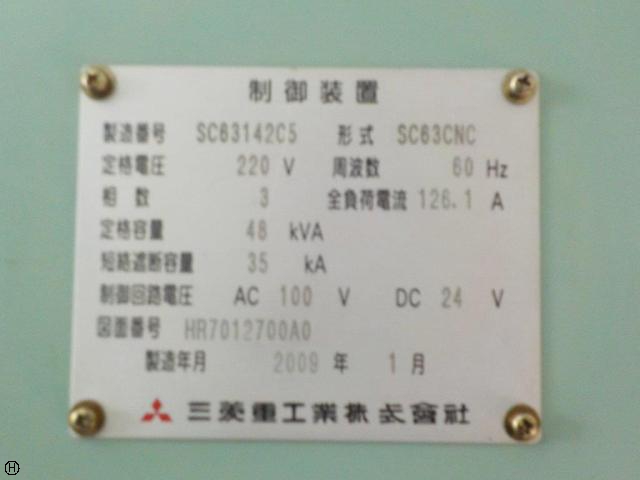 制御装置
製造番号 SC63142C5 形式 SC63CNC
定格電圧 220 V 周波数 60 Hz
相数 3 全負荷電流 126.1 A
定格容量 48 kVA
短絡遮断容量 35 kA
制御回路電圧 AC 100 V DC 24 V
図面番号 HR7012700A0
製造年月 2009 年 1 月
三菱重工業株式會社
H